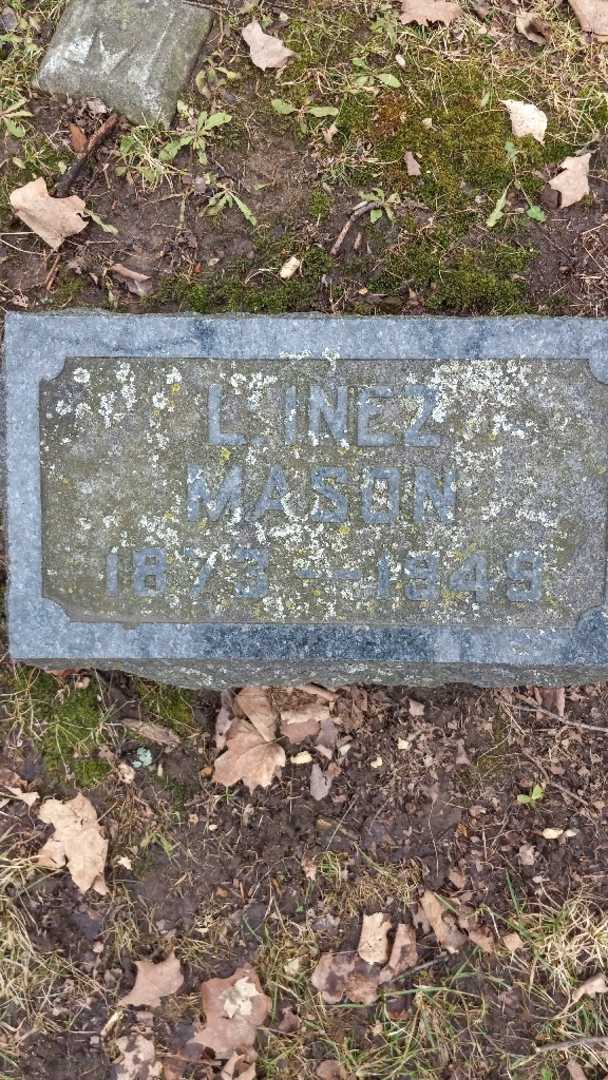 L. INEZ
MASON
1873 — 1949